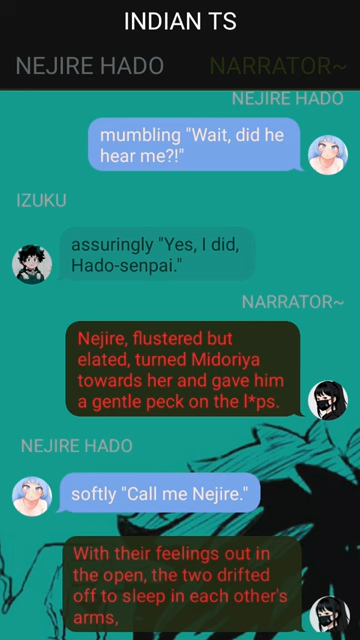 INDIAN TS
NEJIRE HADO
NARRATOR~
NEJIRE HADO
mumbling "Wait, did he
hear me?!"
IZUKU
assuringly "Yes, I did,
Hado-senpai."
NARRATOR~
Nejire, flustered but
elated, turned Midoriya
towards her and gave him
a gentle peck on the l*ps.
NEJIRE HADO
softly "Call me Nejire."
With their feelings out in
the open, the two drifted
off to sleep in each other's
arms,